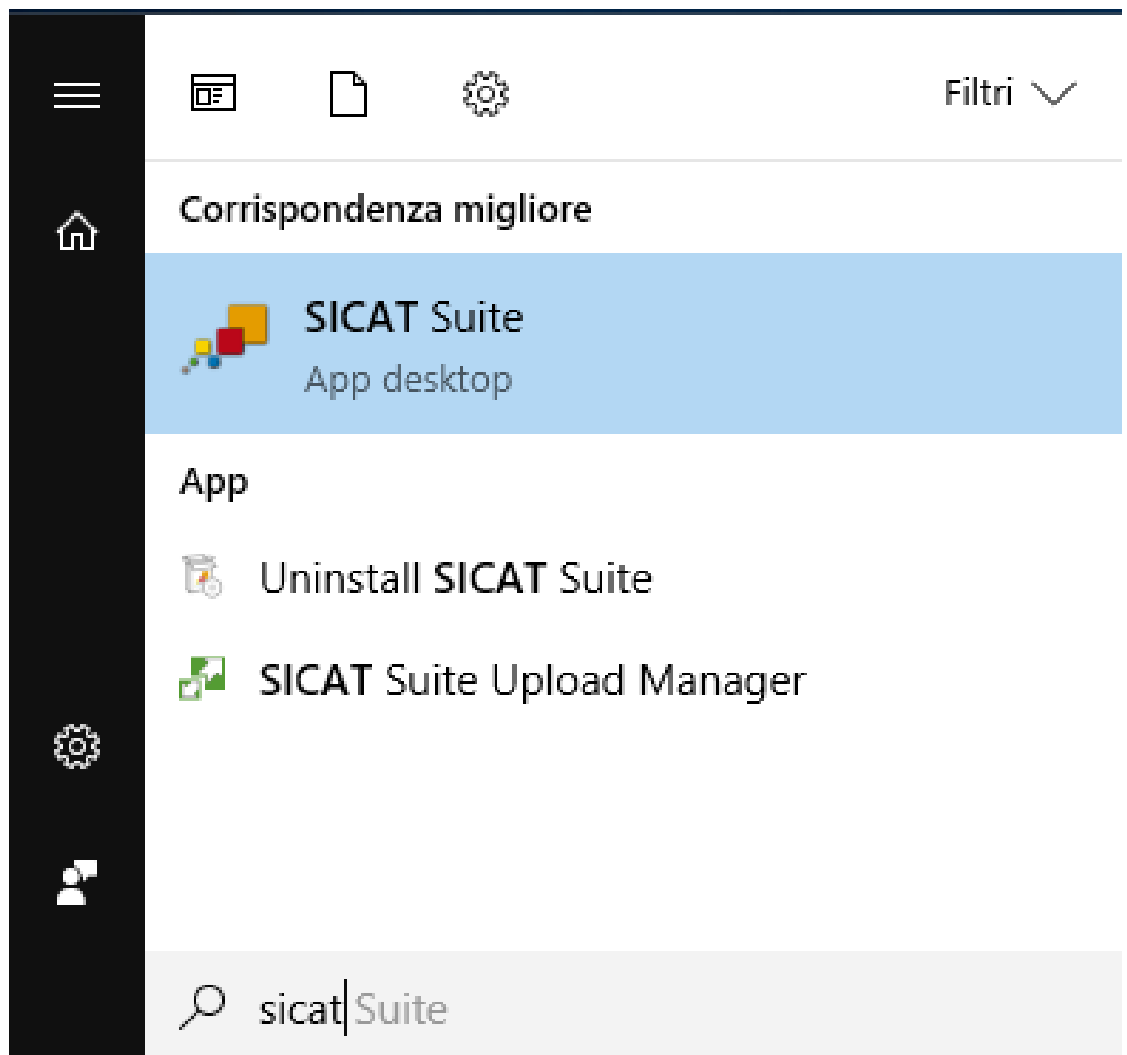 Filtri
Corrispondenza migliore
SICAT Suite
App desktop
App
Uninstall SICAT Suite
SICAT Suite Upload Manager
sicat Suite